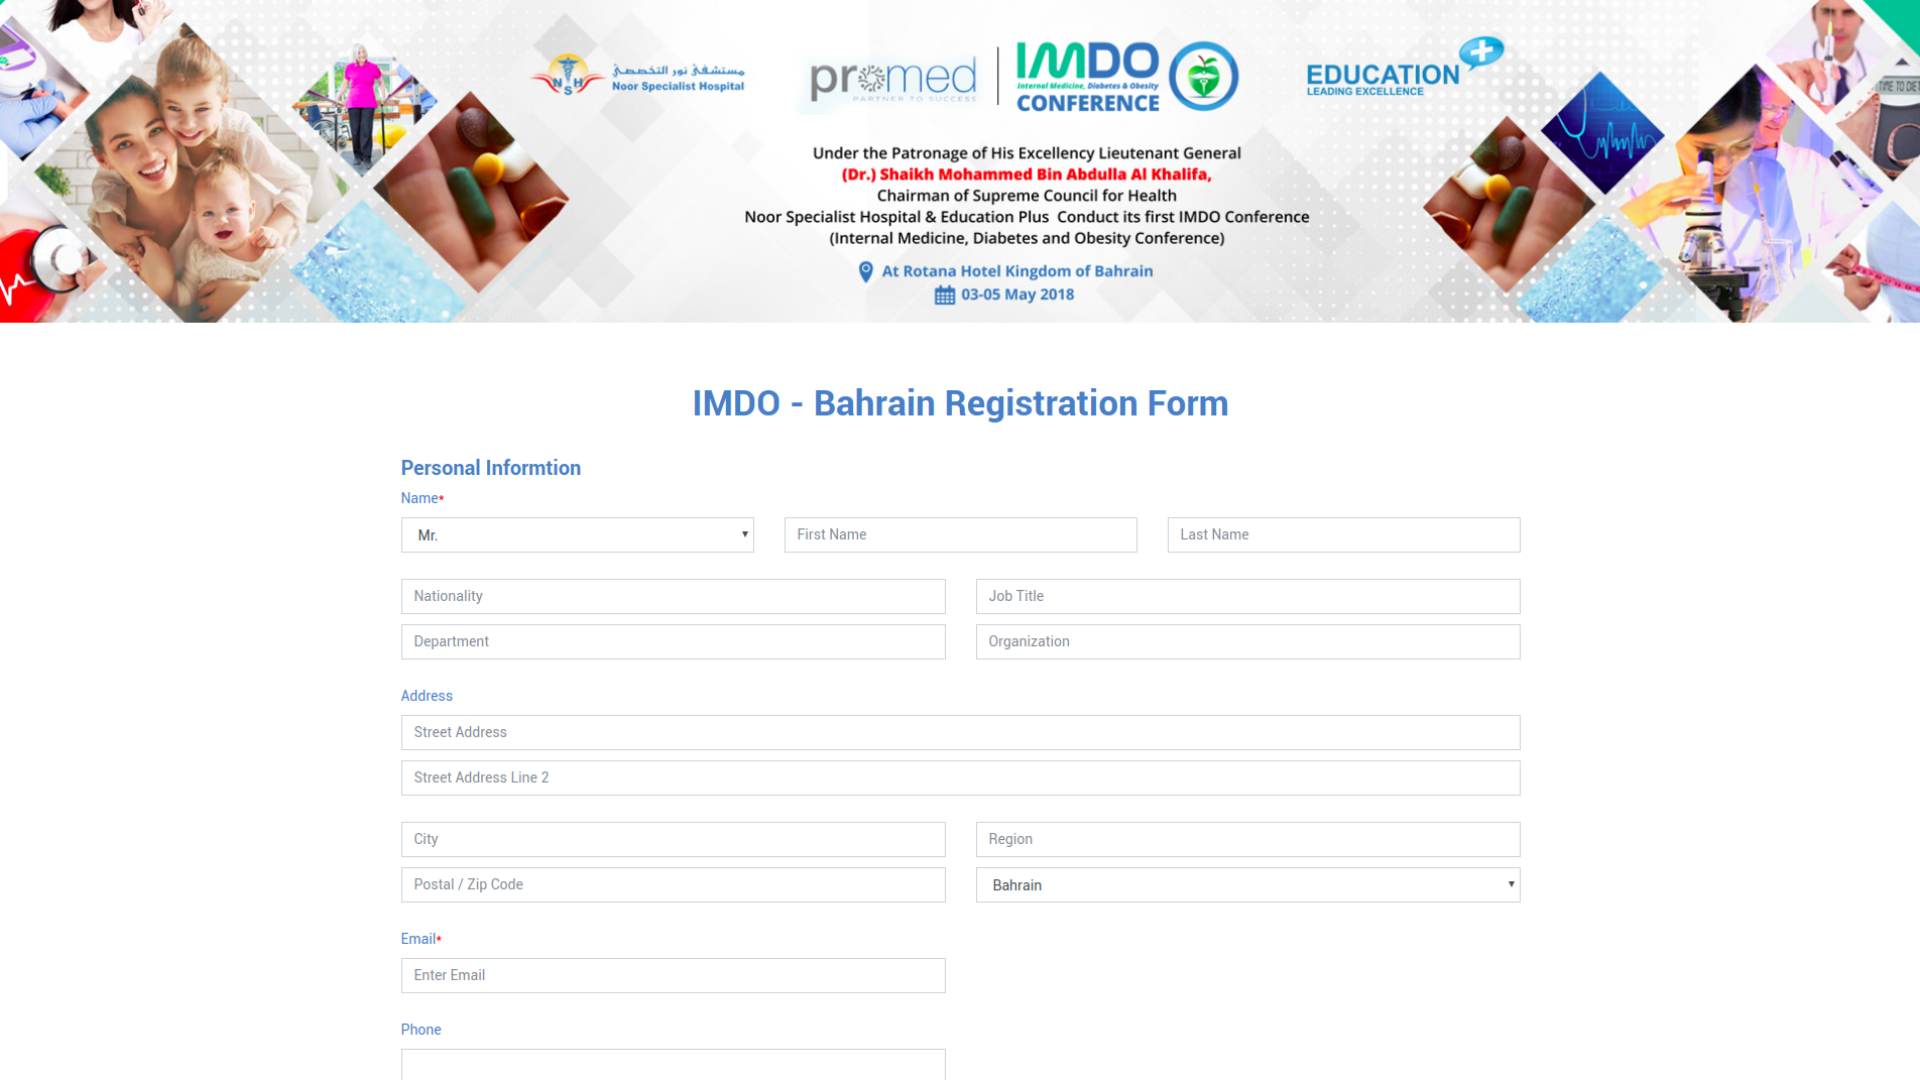 مستشفى نور التخصصي
Noor Specialist Hospital
NSH
promed
PARTNER TO SUCCESS
IMDO
Internal Medicine, Diabetes & Obesity
CONFERENCE
EDUCATION
LEADING EXCELLENCE
TIME TO DIET
Under the Patronage of His Excellency Lieutenant General
(Dr.) Shaikh Mohammed Bin Abdulla Al Khalifa,
Chairman of Supreme Council for Health
Noor Specialist Hospital & Education Plus Conduct its first IMDO Conference
(Internal Medicine, Diabetes and Obesity Conference)
At Rotana Hotel Kingdom of Bahrain
03-05 May 2018
IMDO - Bahrain Registration Form
Personal Informtion
Name*
Mr. First Name Last Name
Nationality Job Title
Department Organization
Address
Street Address
Street Address Line 2
City Region
Postal / Zip Code Bahrain
Email*
Enter Email
Phone